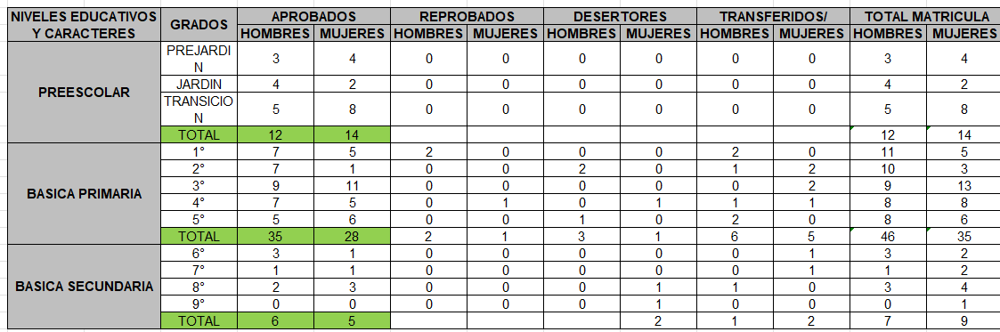 NIVELES EDUCATIVOS Y CARACTERES GRADOS APROBADOS REPROBADOS DESERTORES TRANSFERIDOS/ TOTAL MATRICULA
HOMBRES MUJERES HOMBRES MUJERES HOMBRES MUJERES HOMBRES MUJERES HOMBRES MUJERES
PREESCOLAR
PREJARDIN 3 4 0 0 0 0 0 0 3 4
JARDIN 4 2 0 0 0 0 0 0 4 2
TRANSICION 5 8 0 0 0 0 0 0 5 8
TOTAL 12 14 12 14
BASICA PRIMARIA
1° 7 5 2 0 0 0 2 0 11 5
2° 7 1 0 0 2 0 1 2 10 3
3° 9 11 0 0 0 0 0 2 9 13
4° 7 5 0 1 0 1 1 1 8 8
5° 5 6 0 0 1 0 2 0 8 6
TOTAL 35 28 2 1 3 1 6 5 46 35
BASICA SECUNDARIA
6° 3 1 0 0 0 0 0 1 3 2
7° 1 1 0 0 0 0 0 1 1 2
8° 2 3 0 0 0 1 1 0 3 4
9° 0 0 0 0 0 1 0 0 0 1
TOTAL 6 5 2 1 2 7 9